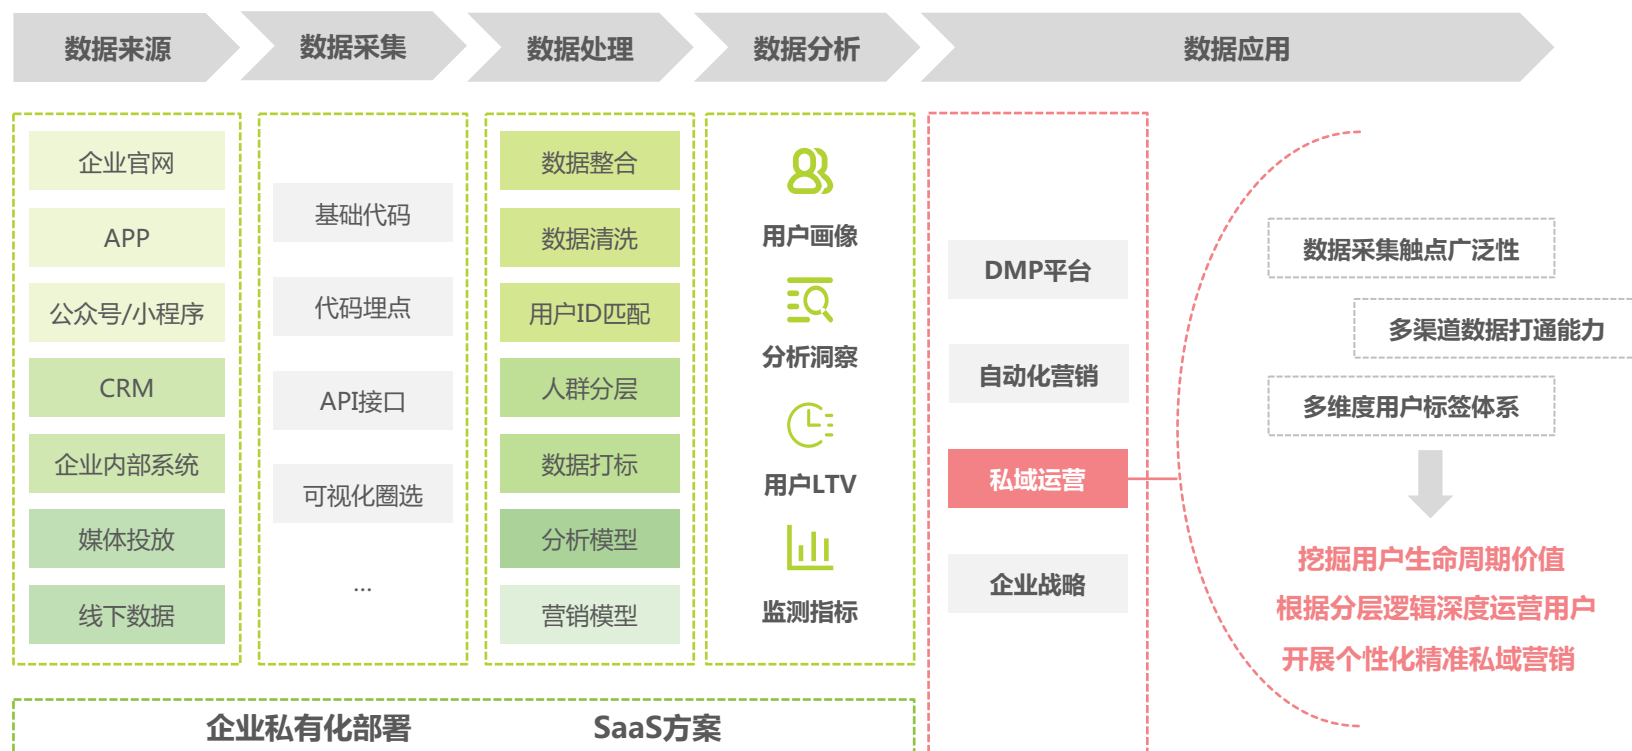 数据来源
数据采集
数据处理
数据分析
数据应用
企业官网
APP
公众号/小程序
CRM
企业内部系统
媒体投放
线下数据
基础代码
代码埋点
API接口
可视化圈选
...
数据整合
数据清洗
用户ID匹配
人群分层
数据打标
分析模型
营销模型
用户画像
分析洞察
用户LTV
监测指标
DMP平台
自动化营销
私域运营
企业战略
数据采集触点广泛性
多渠道数据打通能力
多维度用户标签体系
挖掘用户生命周期价值
根据分层逻辑深度运营用户
开展个性化精准私域营销
企业私有化部署
SaaS方案